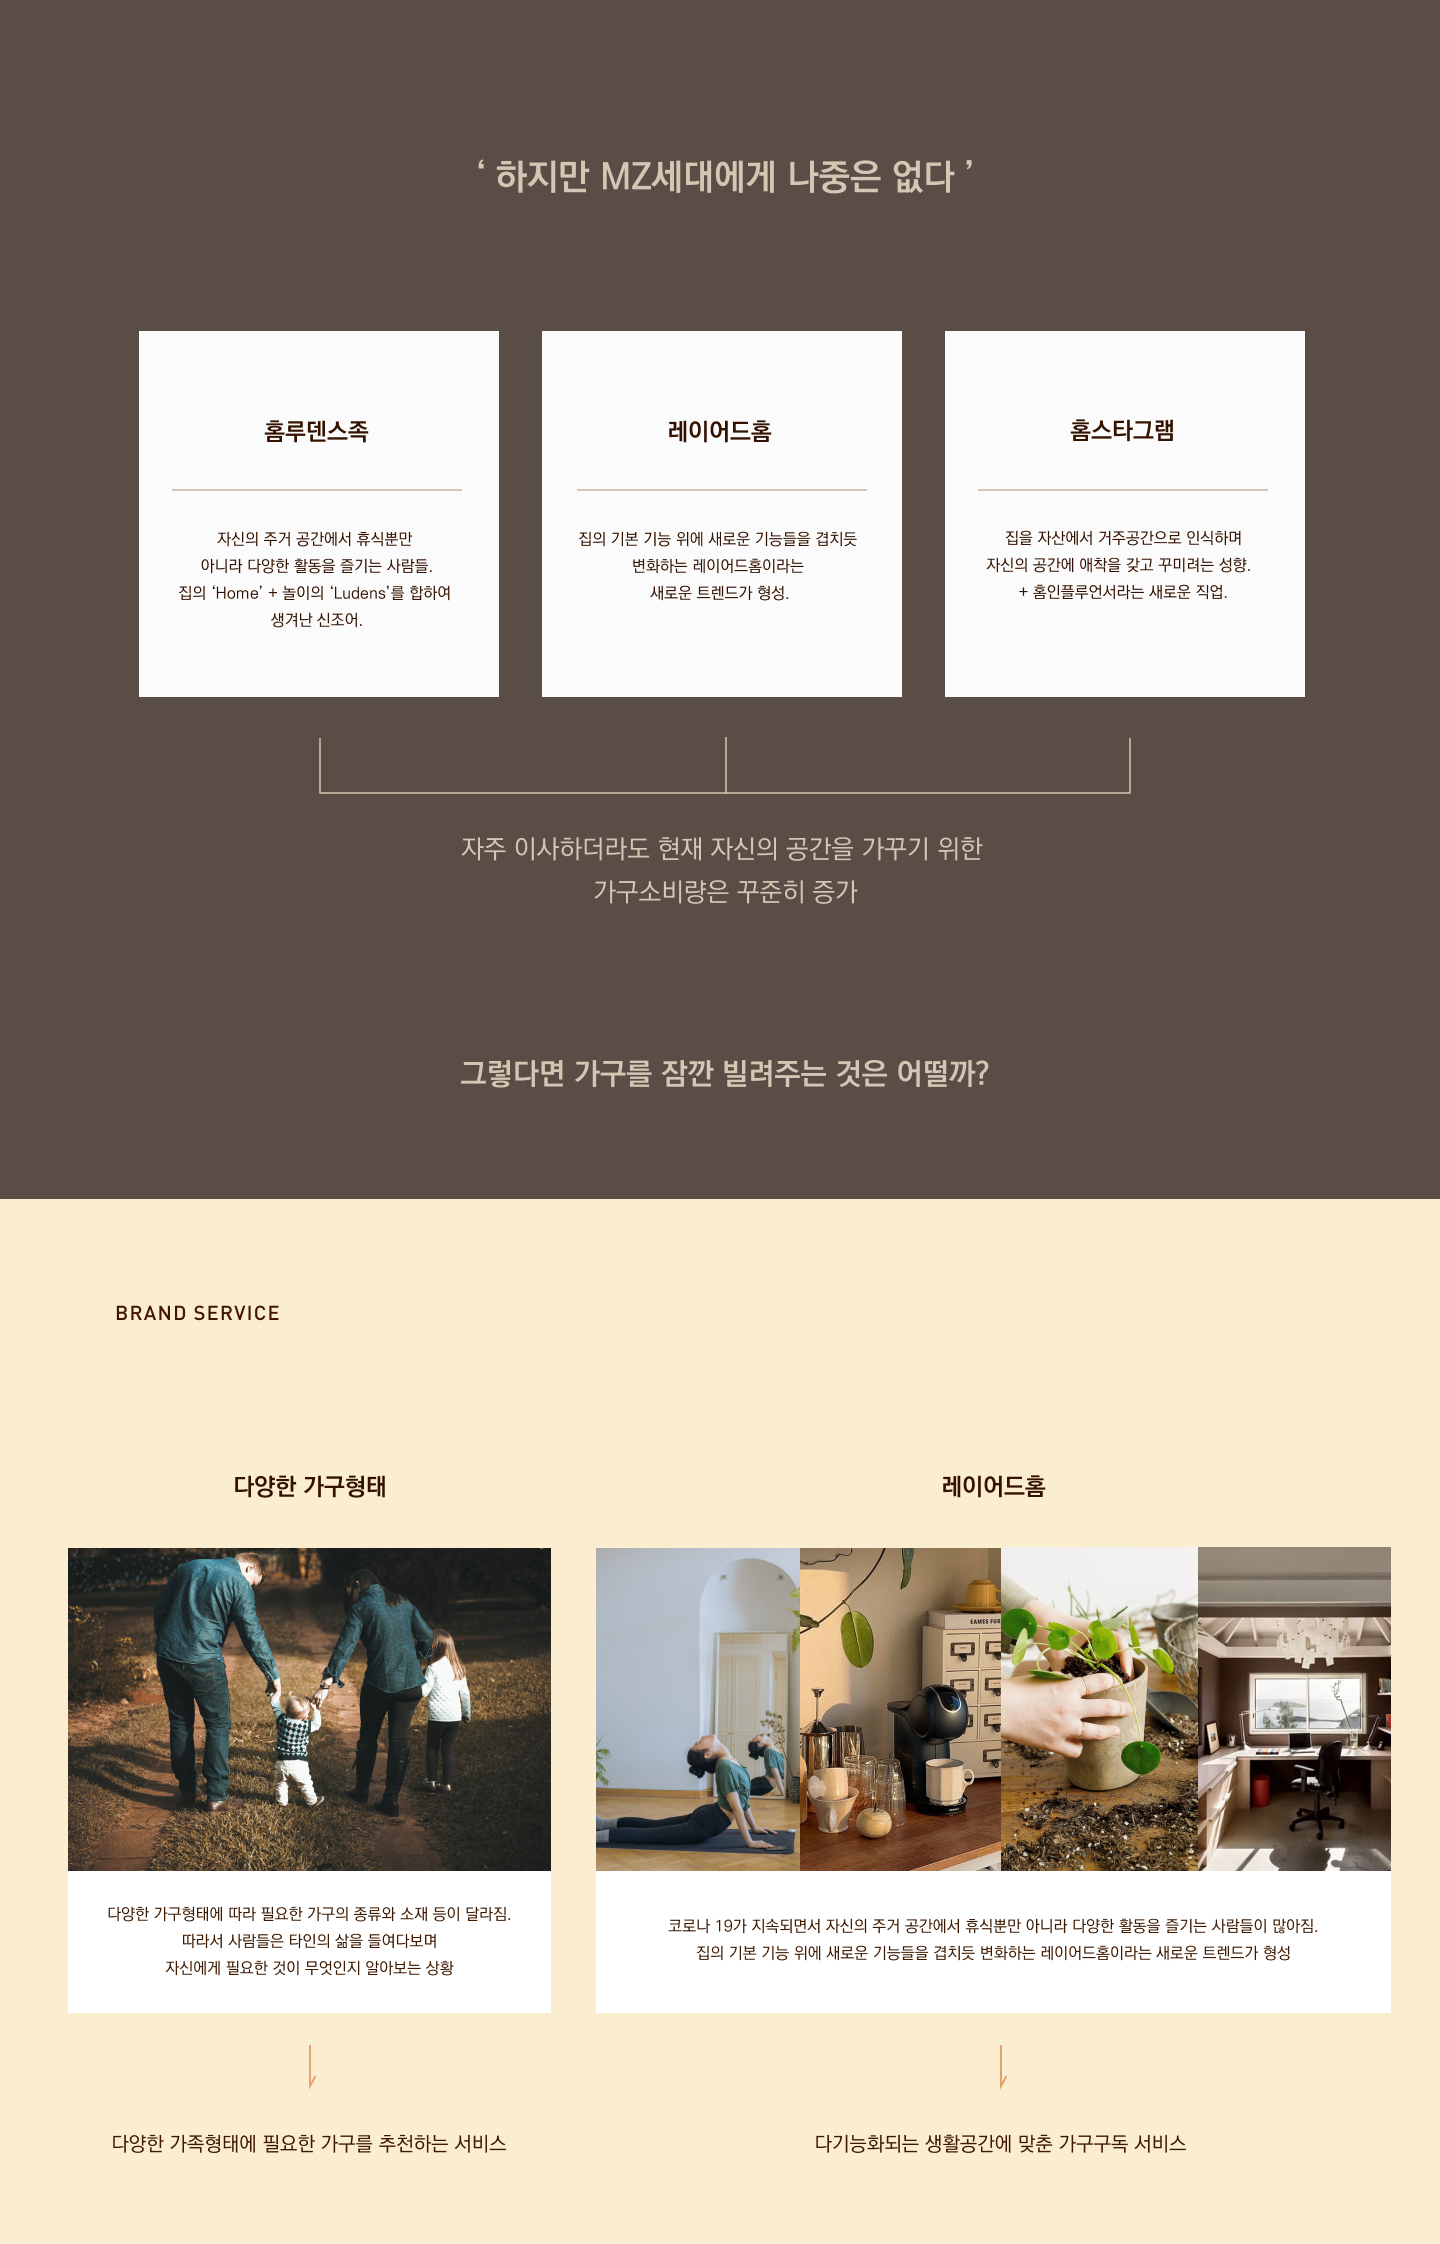 ‘ 하지만 MZ세대에게 나중은 없다 ’
홈루덴스족
자신의 주거 공간에서 휴식뿐만
아니라 다양한 활동을 즐기는 사람들.
집의 ‘Home’ + 놀이의 ‘Ludens’를 합하여
생겨난 신조어.
레이어드홈
집의 기본 기능 위에 새로운 기능들을 겹치듯
변화하는 레이어드홈이라는
새로운 트렌드가 형성.
홈스타그램
집을 자산에서 거주공간으로 인식하며
자신의 공간에 애착을 갖고 꾸미려는 성향.
+ 홈인플루언서라는 새로운 직업.
자주 이사하더라도 현재 자신의 공간을 가꾸기 위한
가구소비량은 꾸준히 증가
그렇다면 가구를 잠깐 빌려주는 것은 어떨까?
BRAND SERVICE
다양한 가구형태
다양한 가구형태에 따라 필요한 가구의 종류와 소재 등이 달라짐.
따라서 사람들은 타인의 삶을 들여다보며
자신에게 필요한 것이 무엇인지 알아보는 상황
다양한 가족형태에 필요한 가구를 추천하는 서비스
레이어드홈
EAMES FUR
코로나 19가 지속되면서 자신의 주거 공간에서 휴식뿐만 아니라 다양한 활동을 즐기는 사람들이 많아짐.
집의 기본 기능 위에 새로운 기능들을 겹치듯 변화하는 레이어드홈이라는 새로운 트렌드가 형성
다기능화되는 생활공간에 맞춘 가구구독 서비스